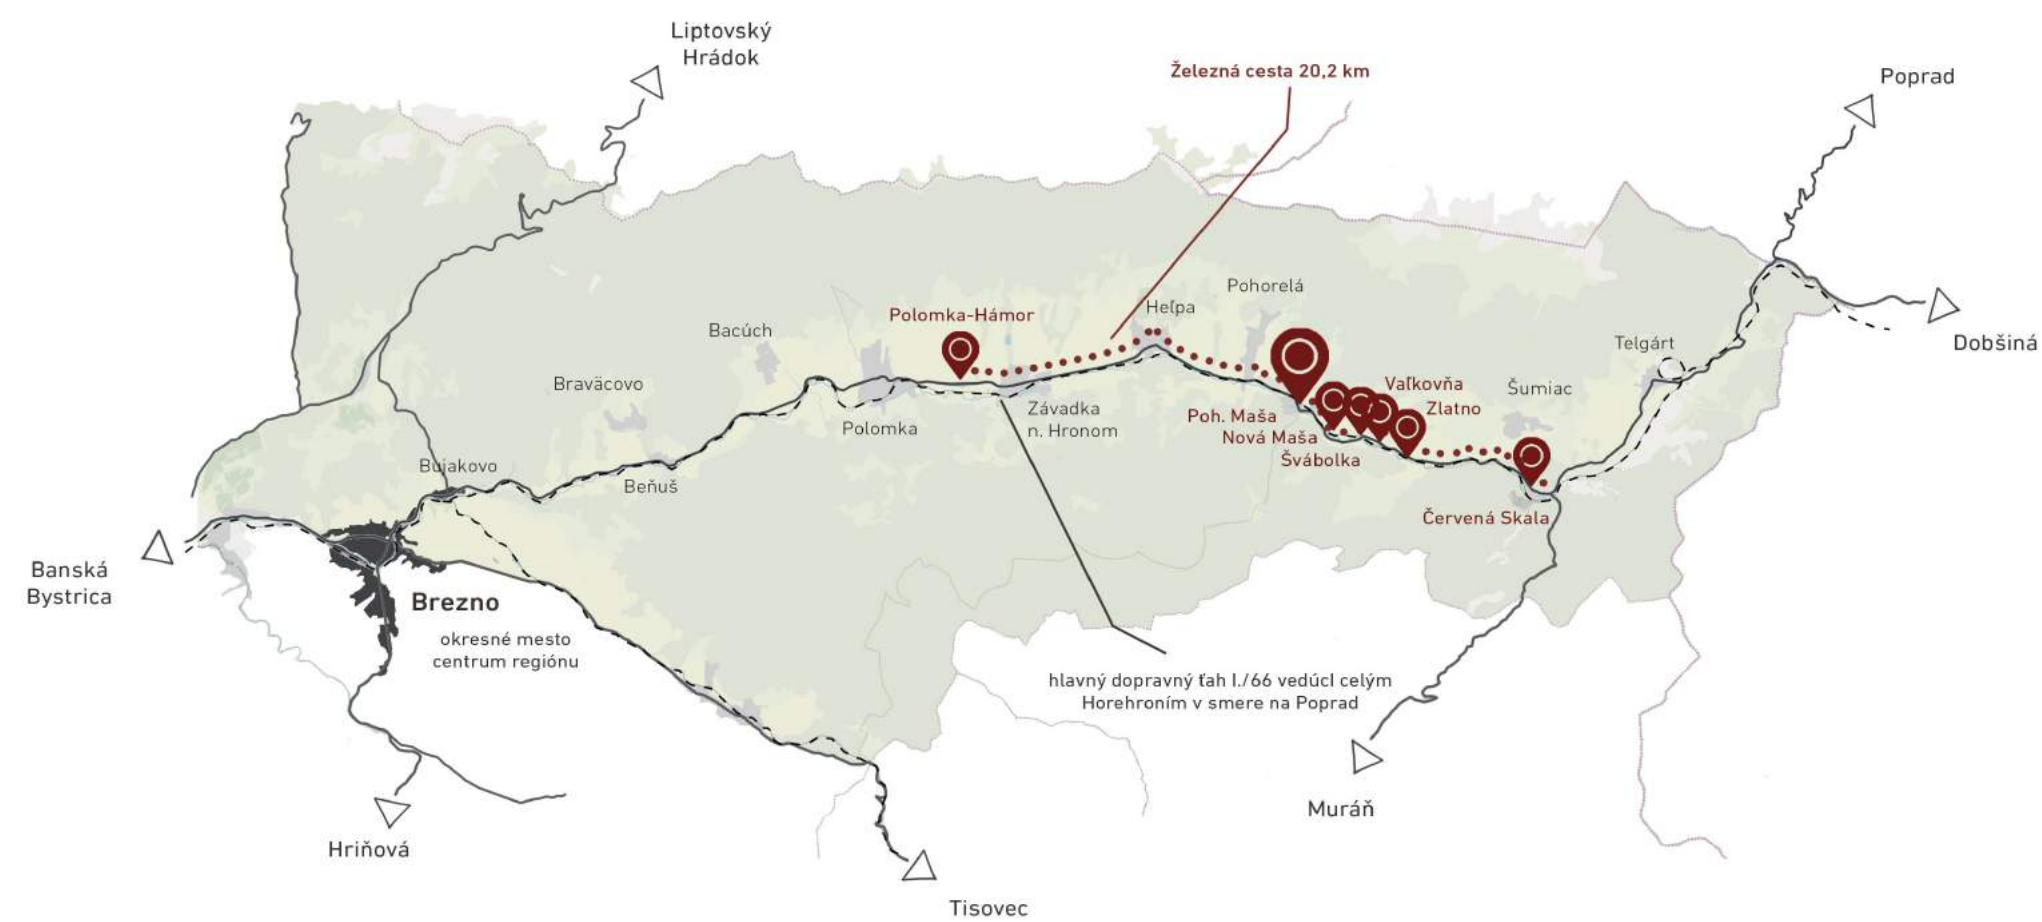 Liptovský
Hrádok
Železná cesta 20,2 km
Poprad
Pohorelá
Heľpa
Polomka-Hámor
Bacúch
Telgárt
Dobšiná
Braväcovo
Vaľkovňa
Šumiac
Zlatno
Závadka
n. Hronom
Poh. Maša
Polomka
Nová Maša
Švábolka
Bujakovo
Beňuš
Červená Skala
Banská
Bystrica
Brezno
okresné mesto
centrum regiónu
hlavný dopravný ťah I./66 vedúcI celým
Horehroním v smere na Poprad
Muráň
Hriňová
Tisovec